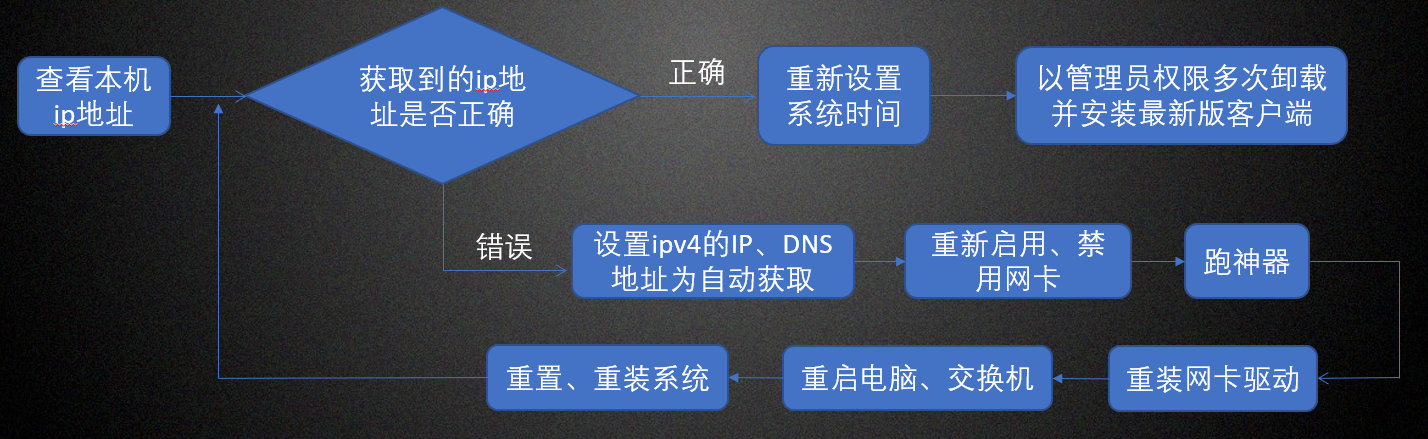 查看本机
ip地址
获取到的ip地
址是否正确
正确
重新设置
系统时间
以管理员权限多次卸载
并安装最新版客户端
错误
设置ipv4的IP、DNS
地址为自动获取
重新启用、禁
用网卡
跑神器
重装网卡驱动
重启电脑、交换机
重置、重装系统